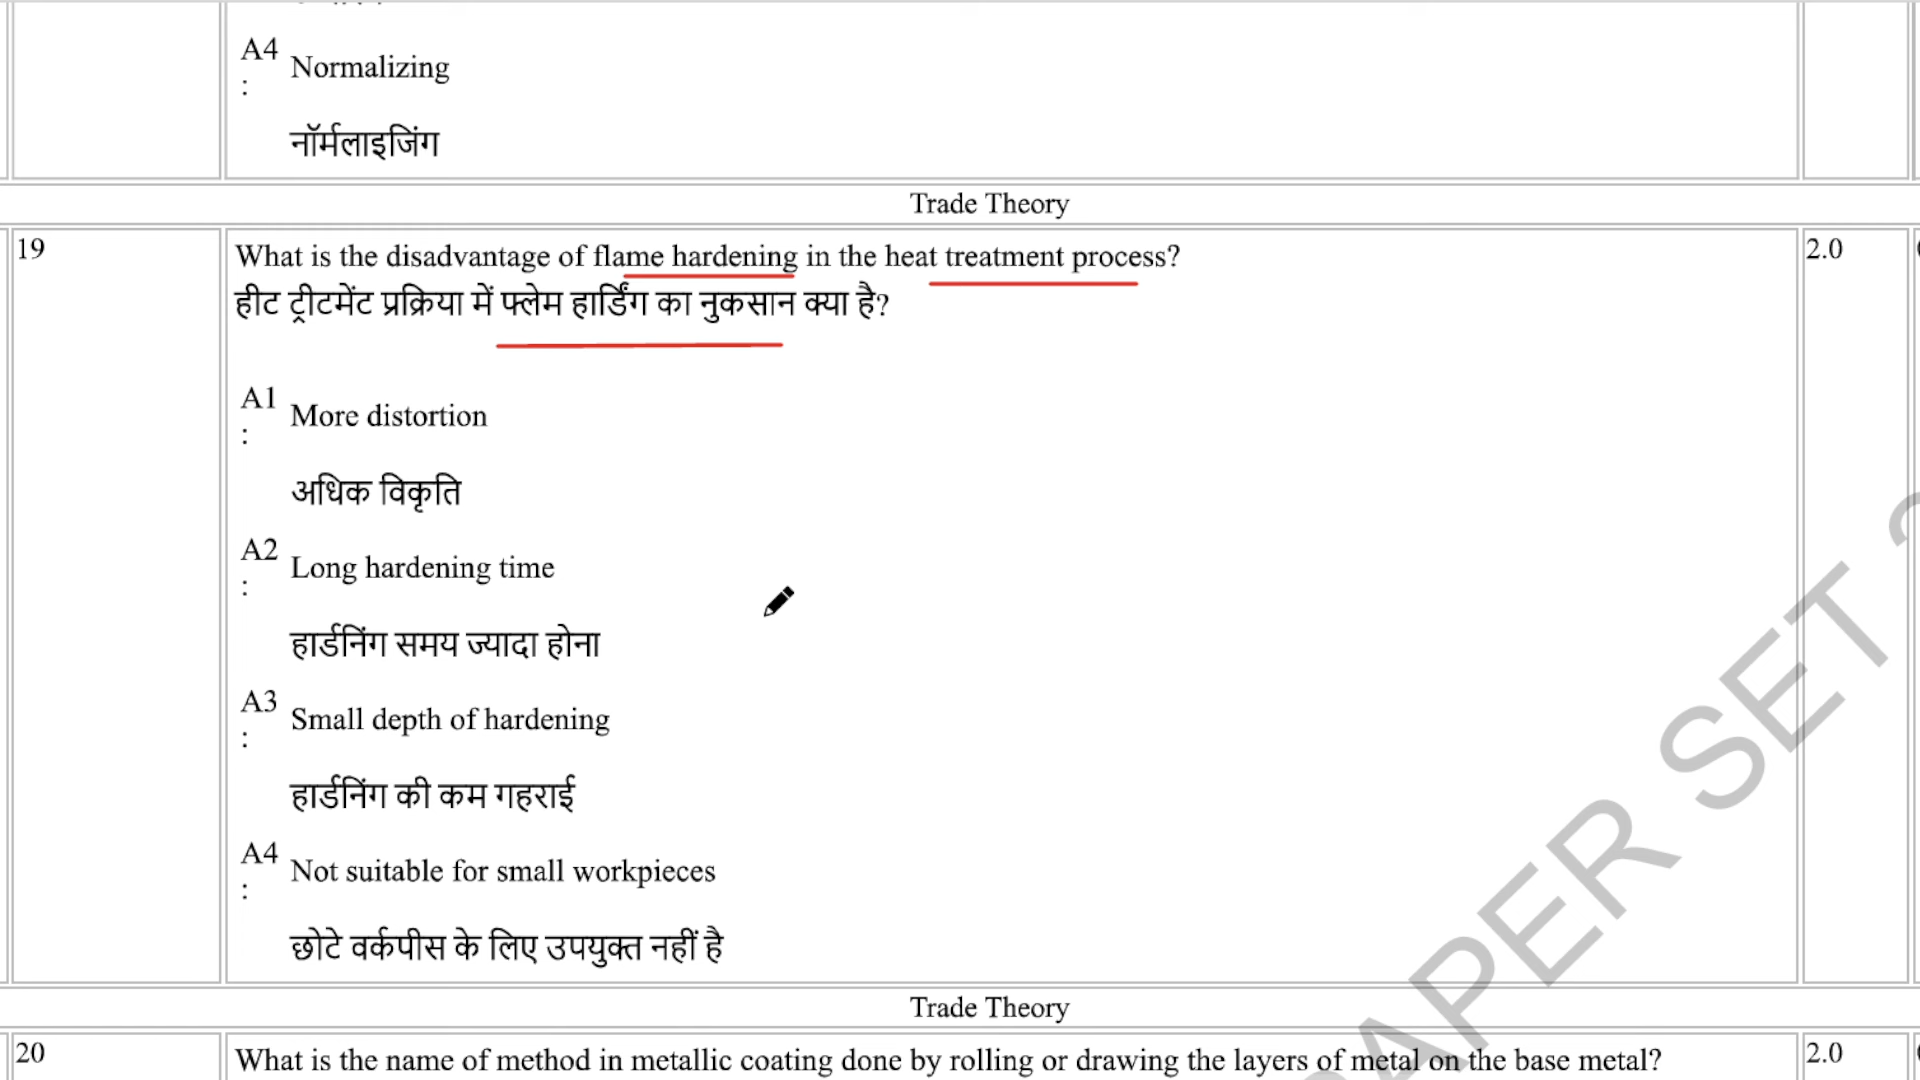 A4
:
Normalizing
नॉर्मलाइजिंग
Trade Theory
19
What is the disadvantage of flame hardening in the heat treatment process?
2.0
हीट ट्रीटमेंट प्रक्रिया में फ्लेम हार्डिंग का नुकसान क्या है?
A1
:
More distortion
अधिक विकृति
A2
:
Long hardening time
हार्डनिंग समय ज्यादा होना
A3
:
Small depth of hardening
हार्डनिंग की कम गहराई
A4
:
Not suitable for small workpieces
छोटे वर्कपीस के लिए उपयुक्त नहीं है
PAPER SET
Trade Theory
20
What is the name of method in metallic coating done by rolling or drawing the layers of metal on the base metal?
2.0